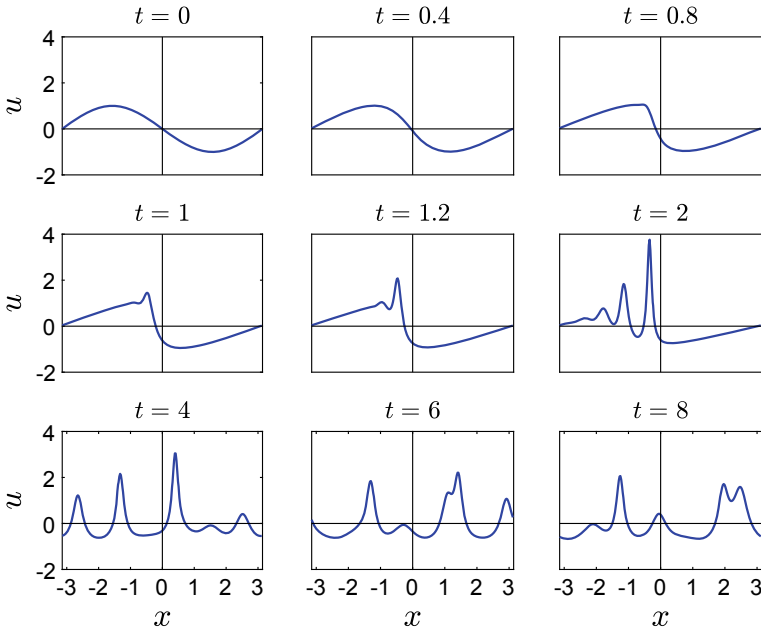 t = 0 t = 0.4 t = 0.8
4
2
0
-2
u
t = 1 t = 1.2 t = 2
4
2
0
-2
u
t = 4 t = 6 t = 8
4
2
0
-2
u
-3 -2 -1 0 1 2 3 -3 -2 -1 0 1 2 3 -3 -2 -1 0 1 2 3
x x x